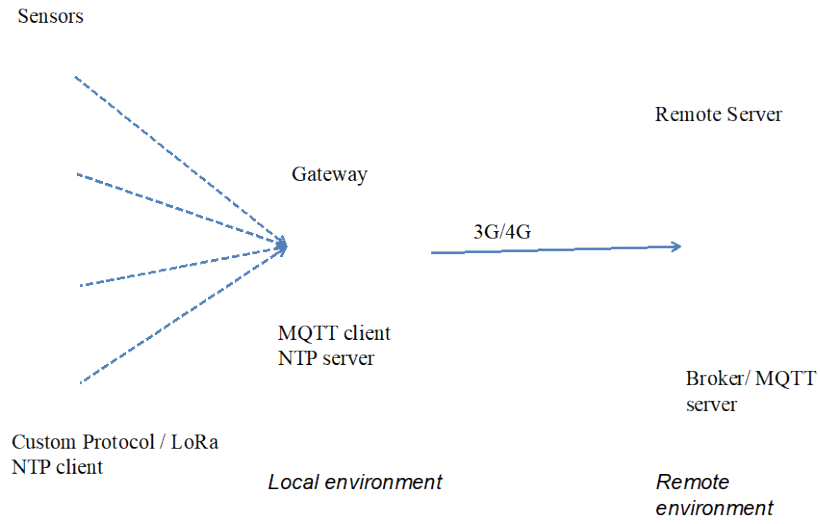 Sensors
Remote Server
Gateway
3G/4G
MQTT client
NTP server
Broker/ MQTT
server
Custom Protocol / LoRa
NTP client
Local environment
Remote
environment